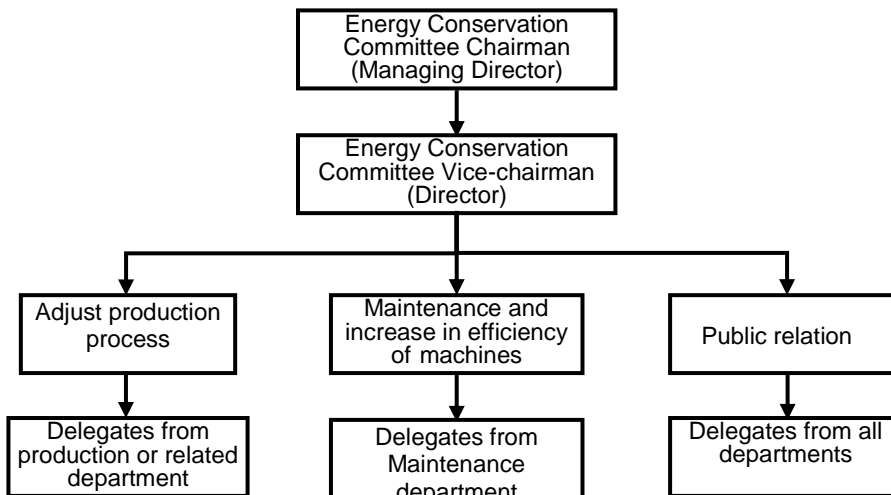 Energy Conservation
Committee Chairman
(Managing Director)
Energy Conservation
Committee Vice-chairman
(Director)
Adjust production
process
Maintenance and
increase in efficiency
of machines
Public relation
Delegates from
production or related
department
Delegates from
Maintenance
department
Delegates from all
departments